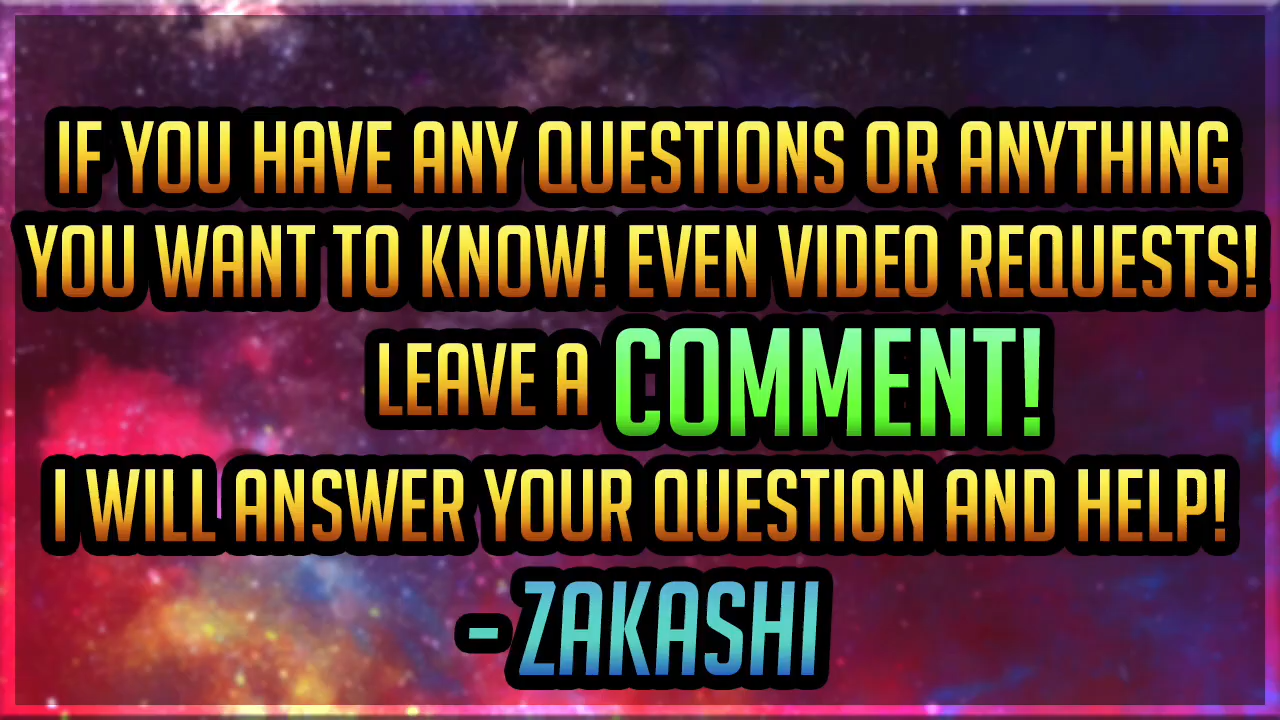 IF YOU HAVE ANY QUESTIONS OR ANYTHING
YOU WANT TO KNOW! EVEN VIDEO REQUESTS!
LEAVE A COMMENT!
I WILL ANSWER YOUR QUESTION AND HELP!
- ZAKASHI